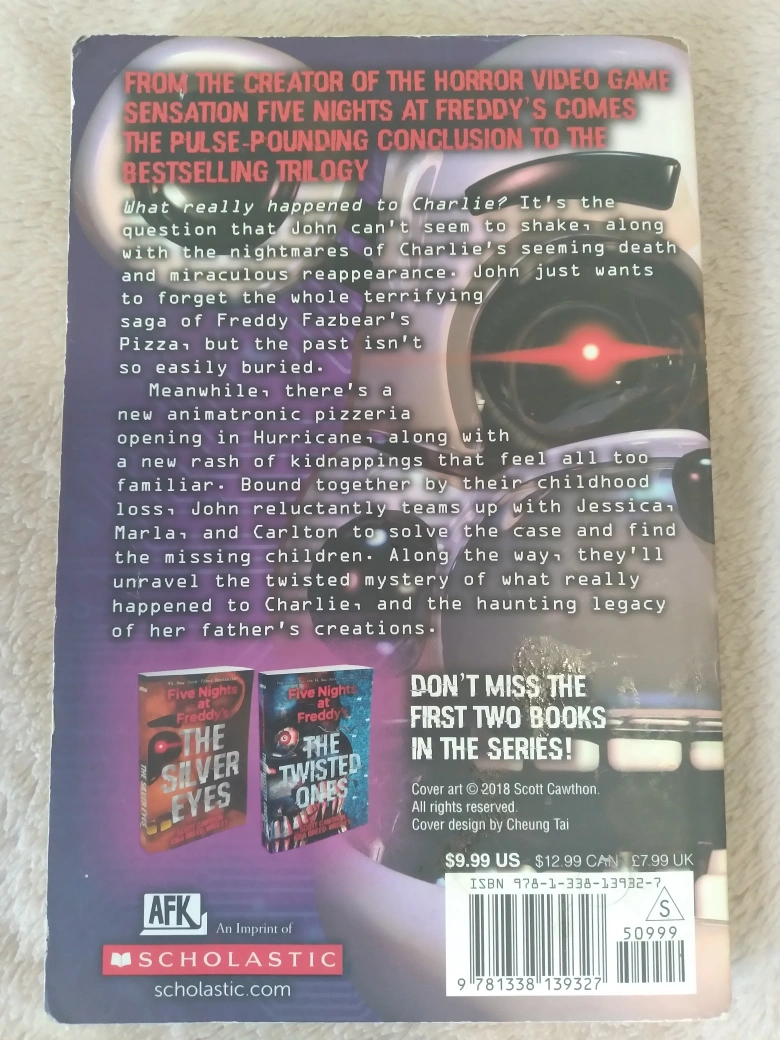 FROM THE CREATOR OF THE HORROR VIDEO GAME
SENSATION FIVE NIGHTS AT FREDDY'S COMES
THE PULSE-POUNDING CONCLUSION TO THE
BESTSELLING TRILOGY
What really happened to Charlie? It's the
question that John can't seem to shake, along
with the nightmares of Charlie's seeming death
and miraculous reappearance. John just wants
to forget the whole terrifying
saga of Freddy Fazbear's
Pizza, but the past isn't
so easily buried.
Meanwhile, there's a
new animatronic pizzeria
opening in Hurricane, along with
a new rash of kidnappings that feel all too
familiar. Bound together by their childhood
loss, John reluctantly teams up with Jessica,
Marla, and Carlton to solve the case and find
the missing children. Along the way, they'll
unravel the twisted mystery of what really
happened to Charlie, and the haunting legacy
of her father's creations.
Five Nights
at
Freddy's
THE
SILVER
EYES
THE SILVER EYES
Five Nights
at
Freddy's
THE
TWISTED
ONES
DON'T MISS THE
FIRST TWO BOOKS
IN THE SERIES!
Cover art © 2018 Scott Cawthon.
All rights reserved.
Cover design by Cheung Tai
$9.99 US $12.99 CAN £7.99 UK
ISBN 978-1-338-13932-7
S
50999
9 781338 139327
AFK
An Imprint of
SCHOLASTIC
scholastic.com